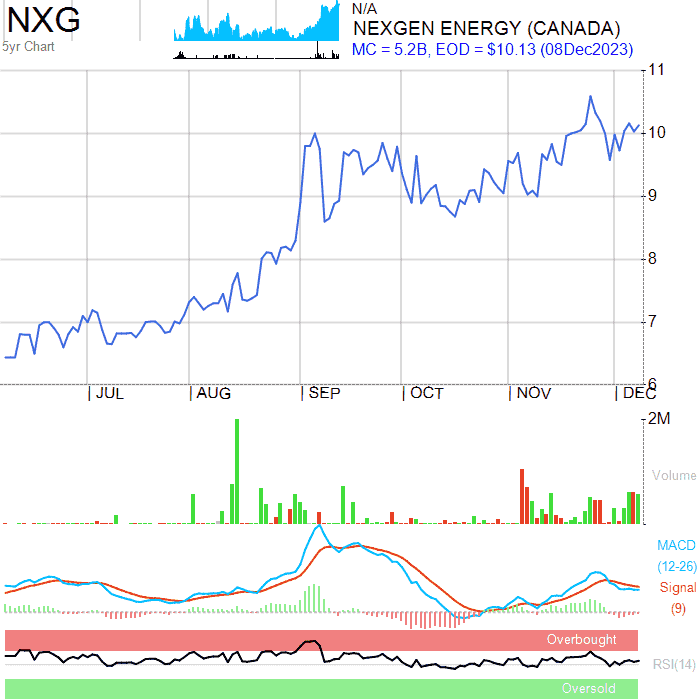 NXG
5yr Chart
N/A
NEXGEN ENERGY (CANADA)
MC = 5.2B, EOD = $10.13 (08Dec2023)
11
10
9
8
7
6
JUL AUG SEP OCT NOV DEC
2M
Volume
MACD
(12-26)
Signal
(9)
Overbought
RSI(14)
Oversold